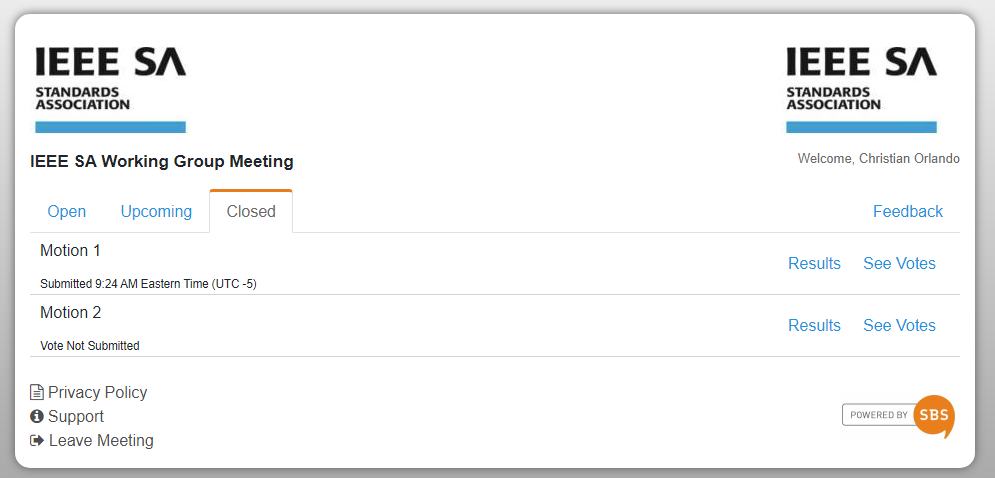 IEEE SA
STANDARDS
ASSOCIATION
IEEE SA
STANDARDS
ASSOCIATION
IEEE SA Working Group Meeting
Welcome, Christian Orlando
Open Upcoming Closed Feedback
Motion 1
Results See Votes
Submitted 9:24 AM Eastern Time (UTC -5)
Motion 2
Results See Votes
Vote Not Submitted
Privacy Policy
Support
Leave Meeting
POWERED BY SBS